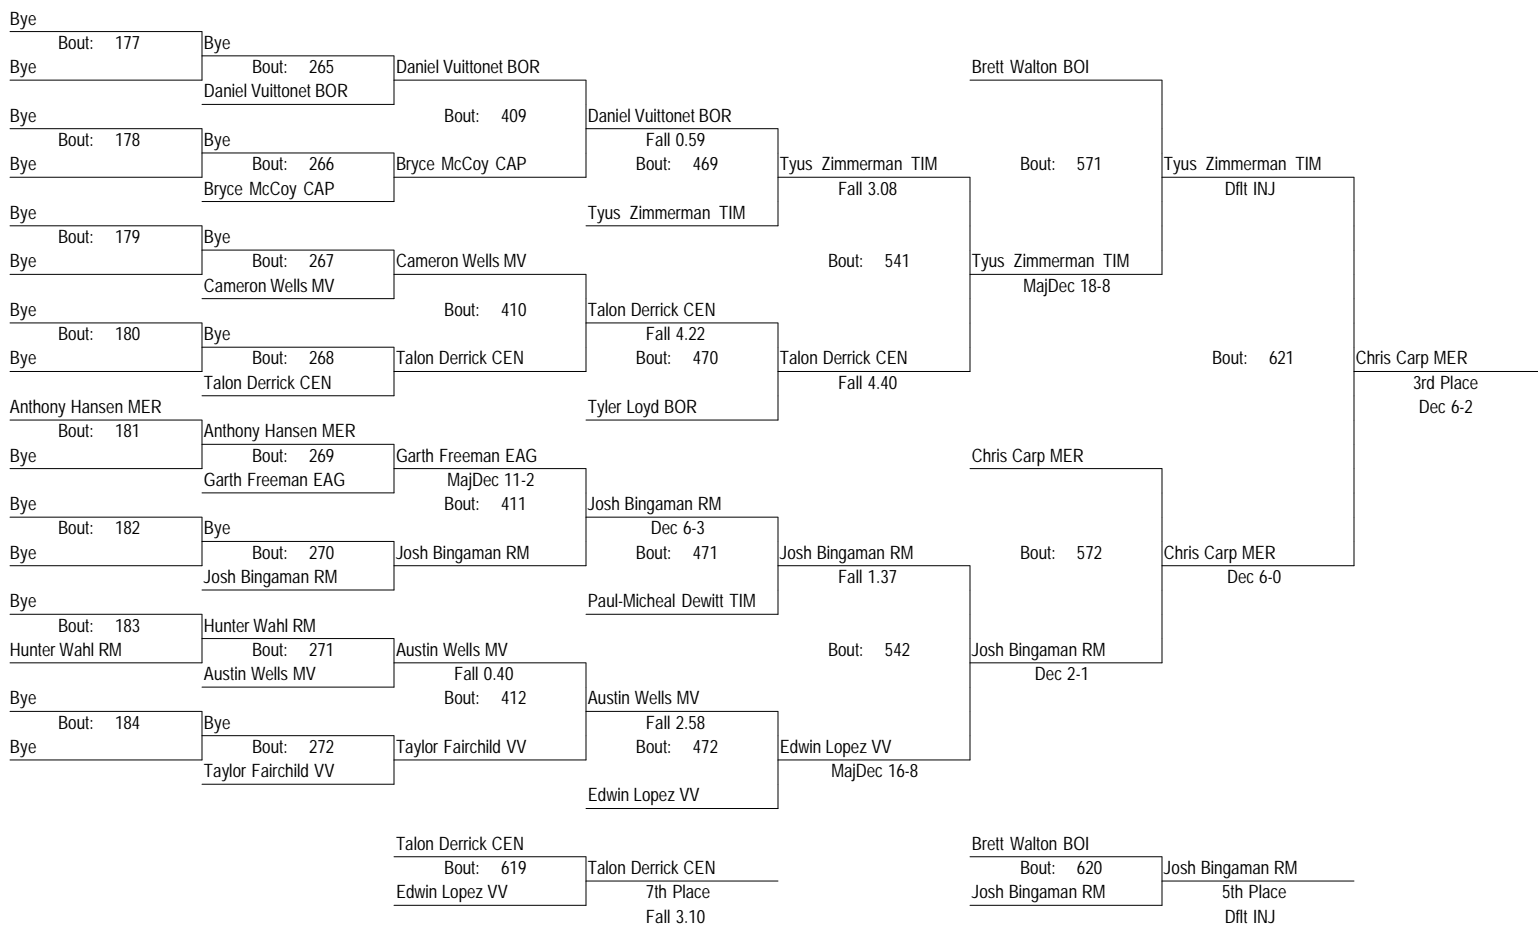 Bye
Bout: 177
Bye
Bye
Bout: 265
Daniel Vuittonet BOR
Daniel Vuittonet BOR
Bout: 409
Bye
Bout: 178
Bye
Bye
Bout: 266
Bryce McCoy CAP
Bryce McCoy CAP
Daniel Vuittonet BOR
Fall 0.59
Bout: 469
Tyus Zimmerman TIM
Bye
Bout: 179
Bye
Bye
Bout: 267
Cameron Wells MV
Cameron Wells MV
Bout: 410
Bye
Bout: 180
Bye
Bye
Bout: 268
Talon Derrick CEN
Talon Derrick CEN
Talon Derrick CEN
Fall 4.22
Bout: 470
Tyler Loyd BOR
Tyus Zimmerman TIM
Fall 3.08
Bout: 541
Talon Derrick CEN
Fall 4.40
Brett Walton BOI
Bout: 571
Tyus Zimmerman TIM
MajDec 18-8
Tyus Zimmerman TIM
Dflt INJ
Bout: 621
Anthony Hansen MER
Bout: 181
Bye
Anthony Hansen MER
Bout: 269
Garth Freeman EAG
Garth Freeman EAG
MajDec 11-2
Bout: 411
Bye
Bout: 182
Bye
Bye
Bout: 270
Josh Bingaman RM
Josh Bingaman RM
Josh Bingaman RM
Dec 6-3
Bout: 471
Paul-Micheal Dewitt TIM
Bye
Bout: 183
Hunter Wahl RM
Hunter Wahl RM
Bout: 271
Austin Wells MV
Austin Wells MV
Fall 0.40
Bout: 412
Bye
Bout: 184
Bye
Bye
Bout: 272
Taylor Fairchild VV
Taylor Fairchild VV
Austin Wells MV
Fall 2.58
Bout: 472
Edwin Lopez VV
Josh Bingaman RM
Fall 1.37
Bout: 542
Edwin Lopez VV
MajDec 16-8
Chris Carp MER
Bout: 572
Josh Bingaman RM
Dec 2-1
Chris Carp MER
Dec 6-0
Chris Carp MER
3rd Place
Dec 6-2
Talon Derrick CEN
Bout: 619
Edwin Lopez VV
Talon Derrick CEN
7th Place
Fall 3.10
Brett Walton BOI
Bout: 620
Josh Bingaman RM
Josh Bingaman RM
5th Place
Dflt INJ